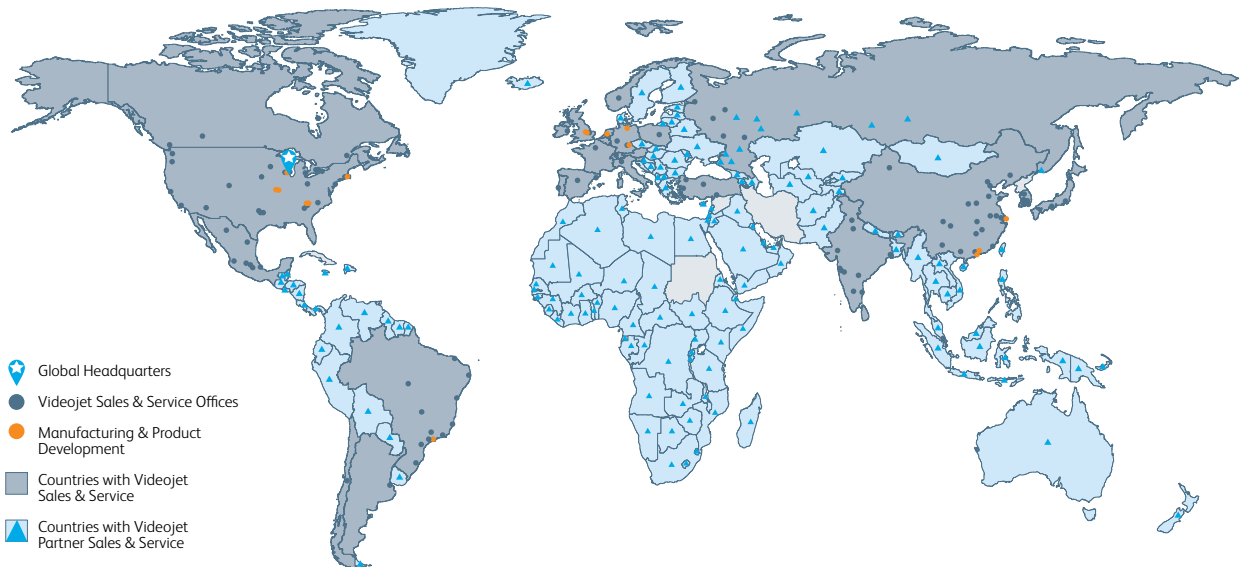 Global Headquarters
Videojet Sales & Service Offices
Manufacturing & Product
Development
Countries with Videojet
Sales & Service
Countries with Videojet
Partner Sales & Service